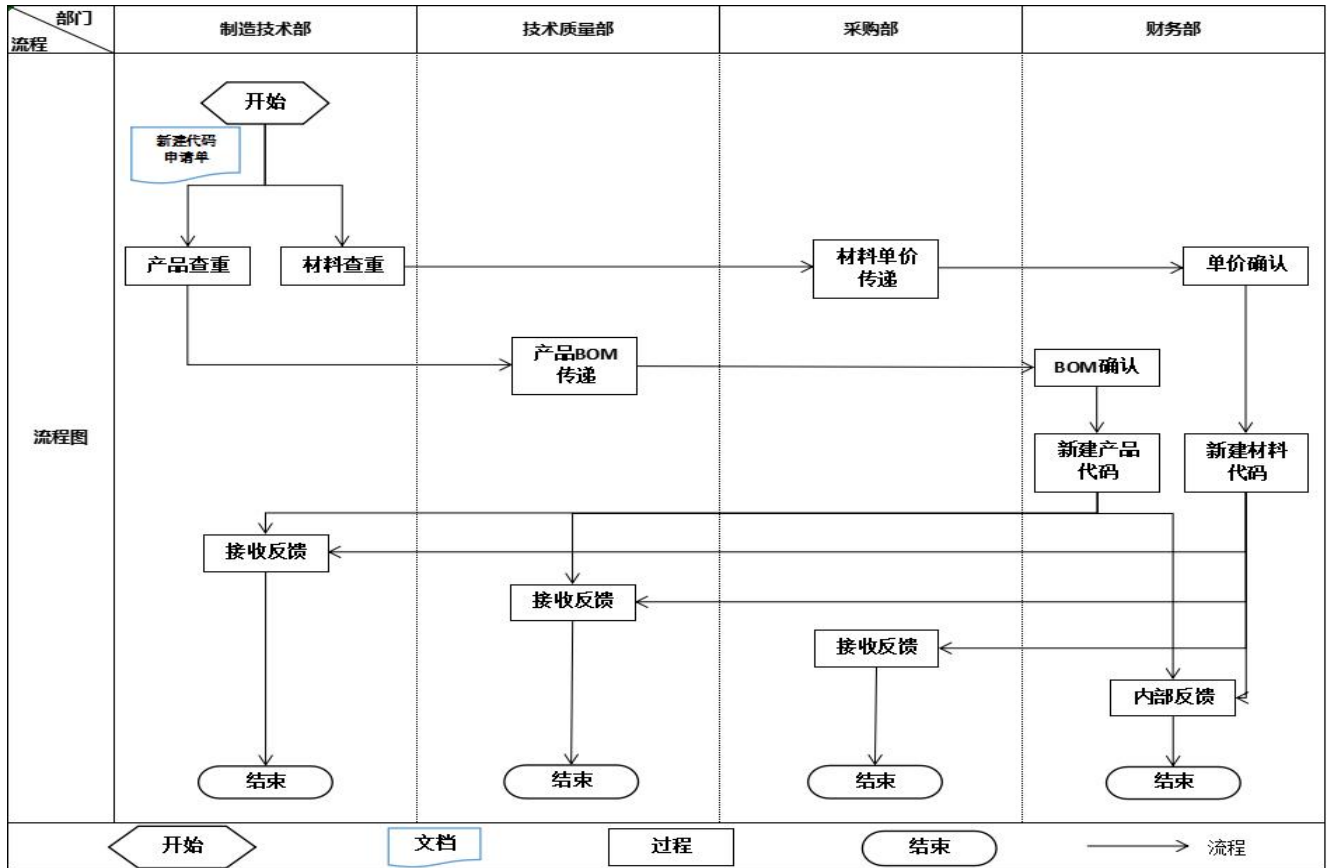 部门
流程
制造技术部
技术质量部
采购部
财务部
开始
新建代码
申请单
产品查重
材料查重
材料单价
传递
单价确认
产品BOM
传递
BOM确认
流程图
新建产品
代码
新建材料
代码
接收反馈
接收反馈
接收反馈
内部反馈
结束
结束
结束
结束
开始
文档
过程
结束
流程